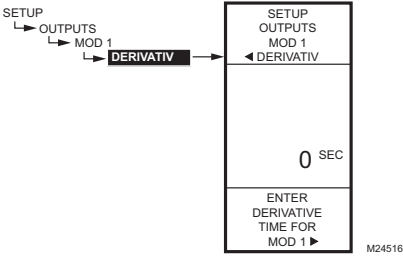 SETUP
OUTPUTS
MOD 1
DERIVATIV
SETUP
OUTPUTS
MOD 1
◀ DERIVATIV
0 SEC
ENTER
DERIVATIVE
TIME FOR
MOD 1 ▶
M24516